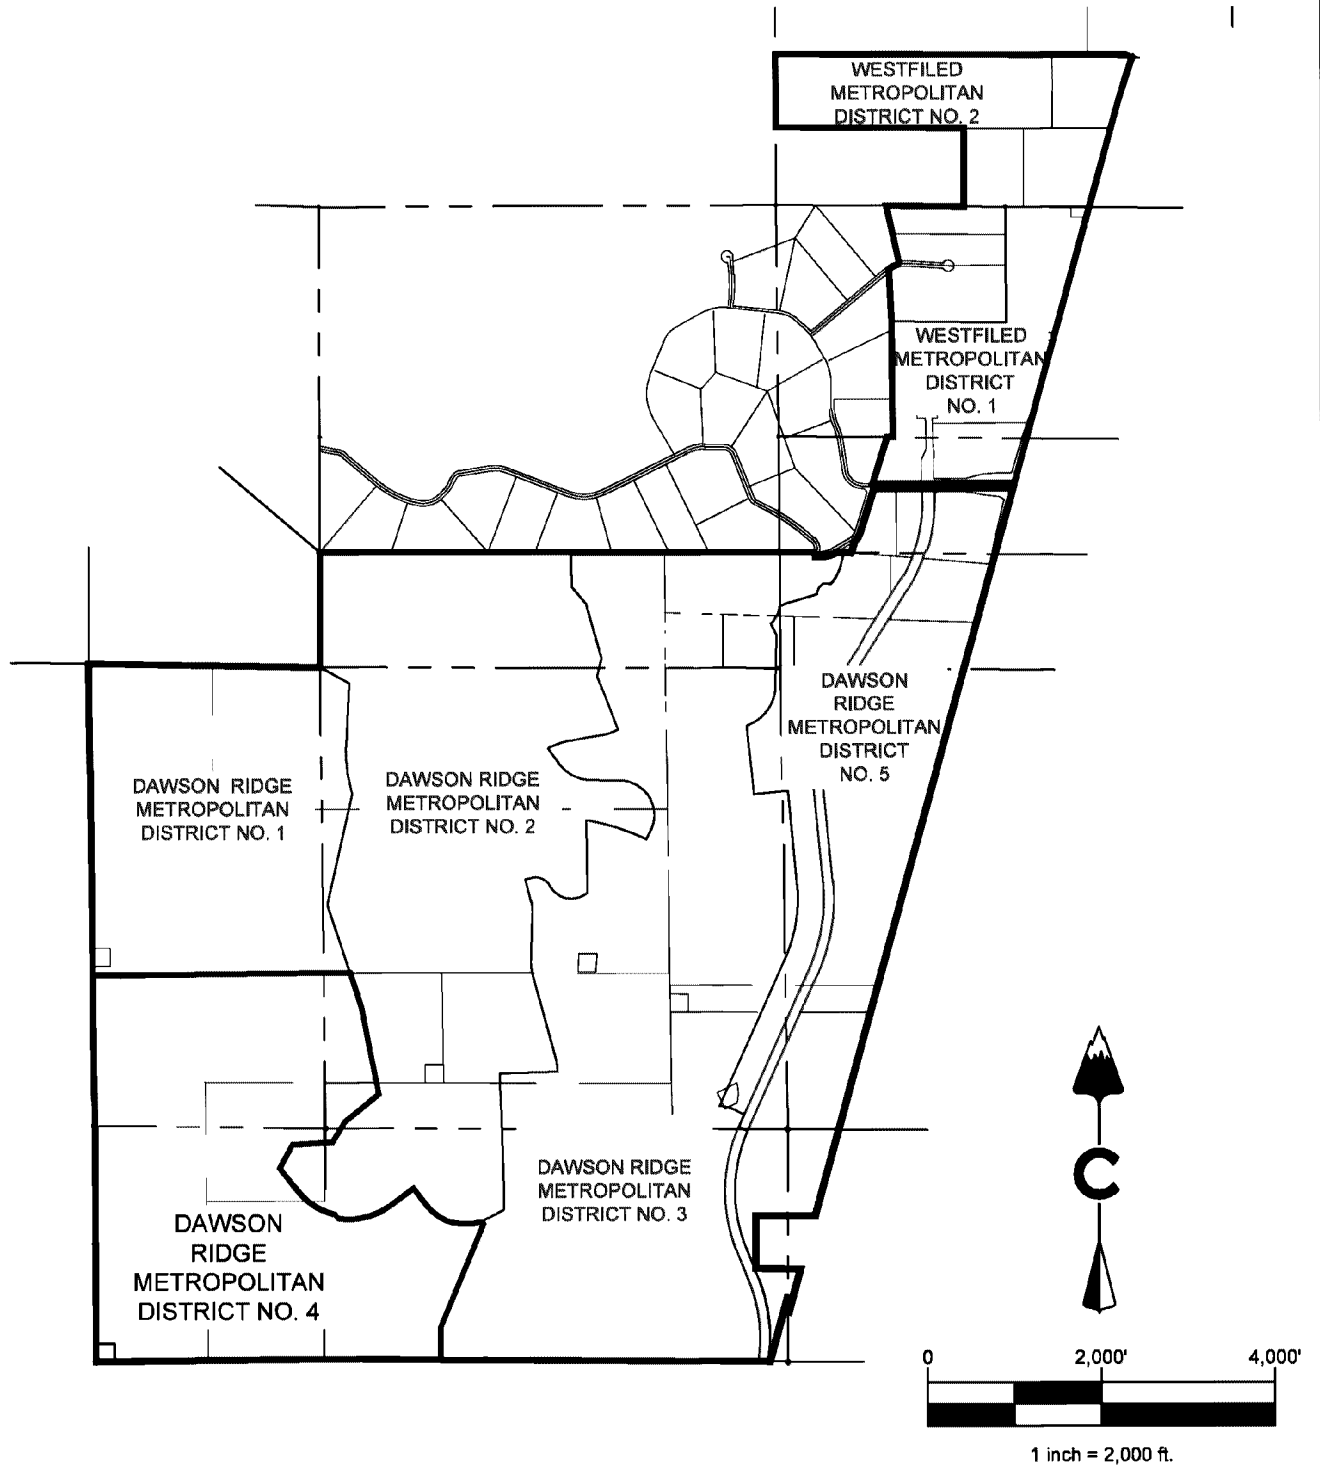 WESTFILED
METROPOLITAN
DISTRICT NO. 2
WESTFILED
METROPOLITAN
DISTRICT
NO. 1
DAWSON
RIDGE
METROPOLITAN
DISTRICT
NO. 5
DAWSON RIDGE
METROPOLITAN
DISTRICT NO. 1
DAWSON RIDGE
METROPOLITAN
DISTRICT NO. 2
DAWSON RIDGE
METROPOLITAN
DISTRICT NO. 3
DAWSON
RIDGE
METROPOLITAN
DISTRICT NO. 4
C
0 2,000' 4,000'
1 inch = 2,000 ft.